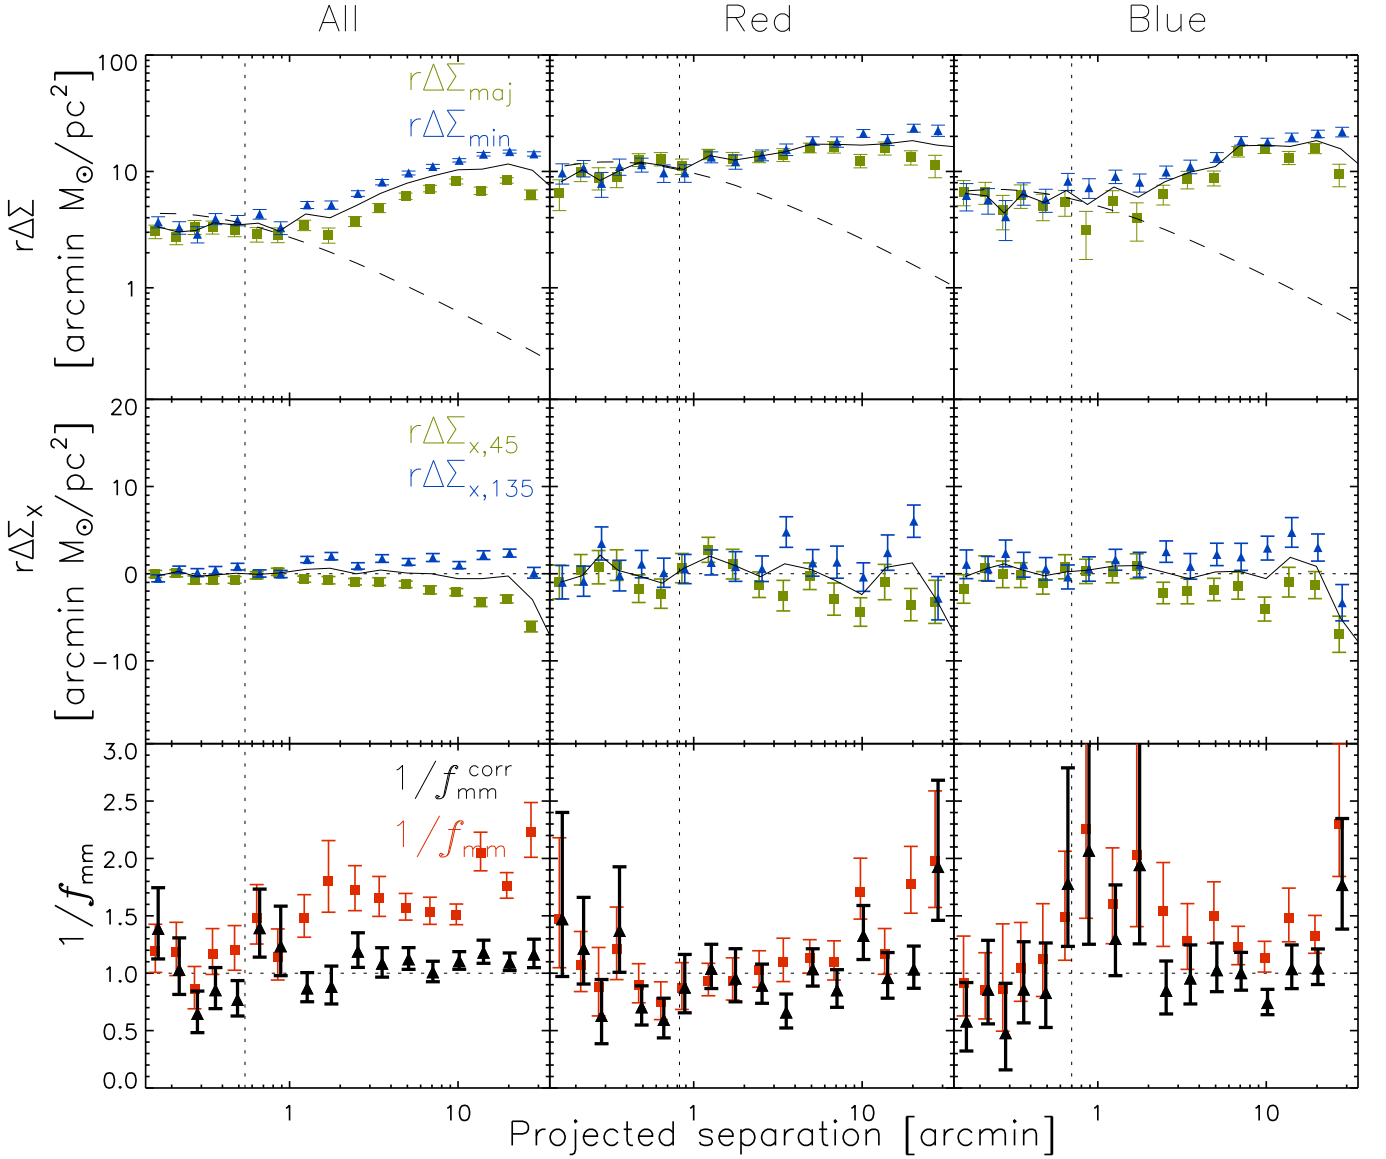 All Red Blue
rΔΣ
[arcmin M⊙/pc²]
100
10
1
rΔΣmaj
rΔΣmin
rΔΣx
[arcmin M⊙/pc²]
20
10
0
−10
rΔΣx,45
rΔΣx,135
1/fmm
3.0
2.5
2.0
1.5
1.0
0.5
0.0
1/fmm^corr
1/fmm
1 10 1 10 1 10
Projected separation [arcmin]